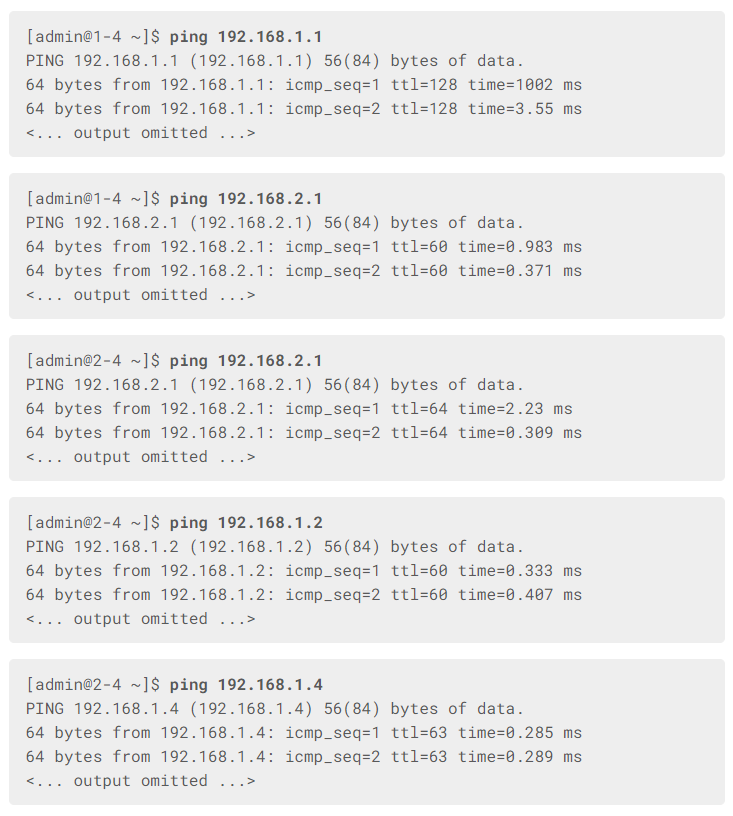 [admin@1-4 ~]$ ping 192.168.1.1
PING 192.168.1.1 (192.168.1.1) 56(84) bytes of data.
64 bytes from 192.168.1.1: icmp_seq=1 ttl=128 time=1002 ms
64 bytes from 192.168.1.1: icmp_seq=2 ttl=128 time=3.55 ms
<... output omitted ...>
[admin@1-4 ~]$ ping 192.168.2.1
PING 192.168.2.1 (192.168.2.1) 56(84) bytes of data.
64 bytes from 192.168.2.1: icmp_seq=1 ttl=60 time=0.983 ms
64 bytes from 192.168.2.1: icmp_seq=2 ttl=60 time=0.371 ms
<... output omitted ...>
[admin@2-4 ~]$ ping 192.168.2.1
PING 192.168.2.1 (192.168.2.1) 56(84) bytes of data.
64 bytes from 192.168.2.1: icmp_seq=1 ttl=64 time=2.23 ms
64 bytes from 192.168.2.1: icmp_seq=2 ttl=64 time=0.309 ms
<... output omitted ...>
[admin@2-4 ~]$ ping 192.168.1.2
PING 192.168.1.2 (192.168.1.2) 56(84) bytes of data.
64 bytes from 192.168.1.2: icmp_seq=1 ttl=60 time=0.333 ms
64 bytes from 192.168.1.2: icmp_seq=2 ttl=60 time=0.407 ms
<... output omitted ...>
[admin@2-4 ~]$ ping 192.168.1.4
PING 192.168.1.4 (192.168.1.4) 56(84) bytes of data.
64 bytes from 192.168.1.4: icmp_seq=1 ttl=63 time=0.285 ms
64 bytes from 192.168.1.4: icmp_seq=2 ttl=63 time=0.289 ms
<... output omitted ...>